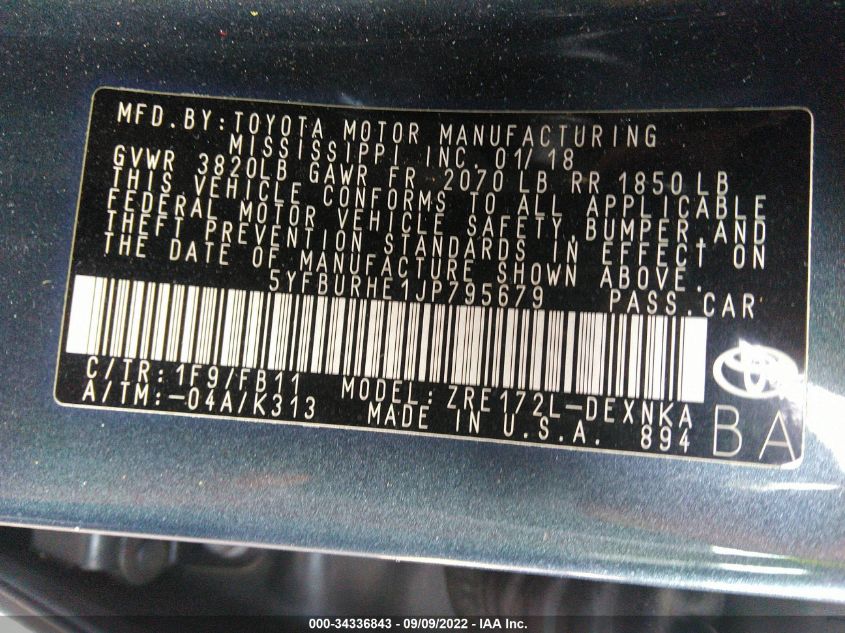 MFD.BY:TOYOTA MOTOR MANUFACTURING
MISSISSIPPI INC. 01/18
GVWR 3820LB GAWR FR 2070 LB RR 1850 LB
THIS VEHICLE CONFORMS TO ALL APPLICABLE
FEDERAL MOTOR VEHICLE SAFETY,BUMPER,AND
THEFT PREVENTION STANDARDS IN EFFECT ON
THE DATE OF MANUFACTURE SHOWN ABOVE.
5YFBURHE1JP795679 PASS.CAR
C/TR:1F9/FB11 MODEL:ZRE172L-DEXNKA
A/TM:-04A/K313 MADE IN U.S.A. 894
BA
000-34336843 - 09/09/2022 - IAA Inc.